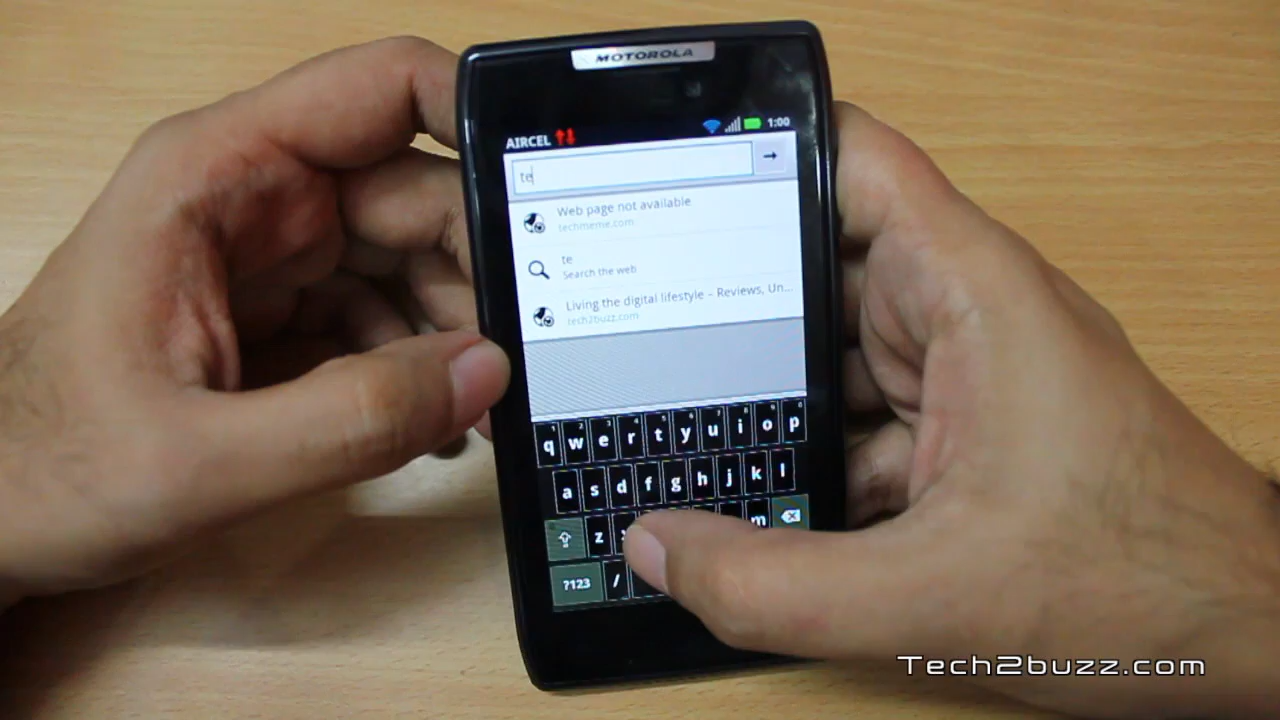 MOTOROLA
AIRCEL 1:00
te
Web page not available
techmeme.com
te
Search the web
Living the digital lifestyle – Reviews, Un...
tech2buzz.com
q w e r t y u i o p
a s d f g h j k l
z m
?123 /
Tech2buzz.com